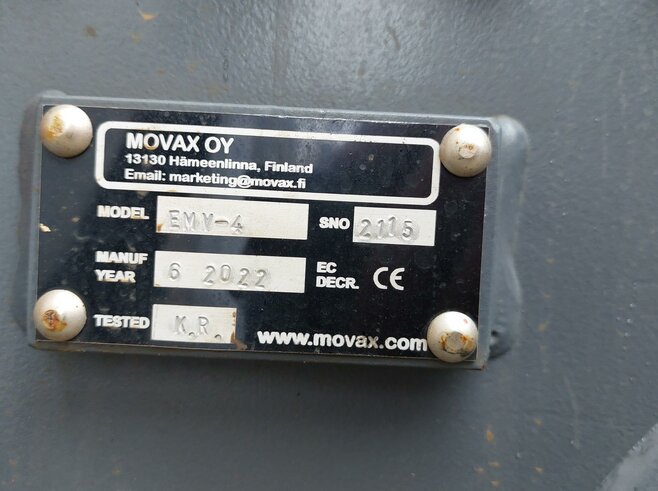 MOVAX OY
13130 Hämeenlinna, Finland
Email: marketing@movax.fi
MODEL EMV-4 SNO 2115
MANUF YEAR 6 2022 EC DECR. CE
TESTED K.R. www.movax.com